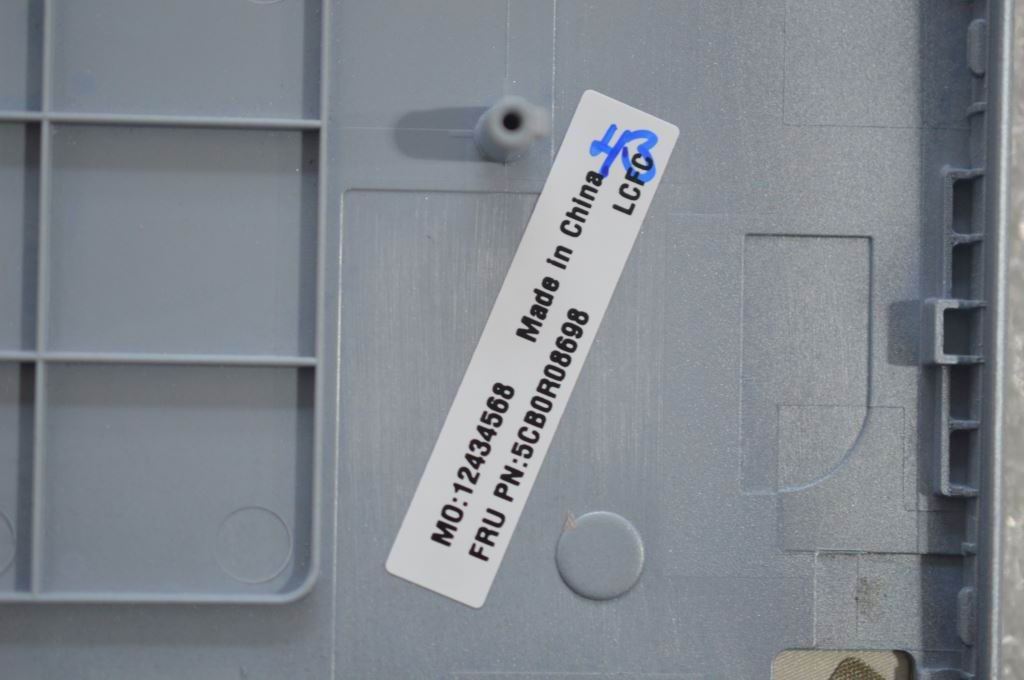 MO:12434568 Made in China
FRU PN:5CB0R08698 LCFC